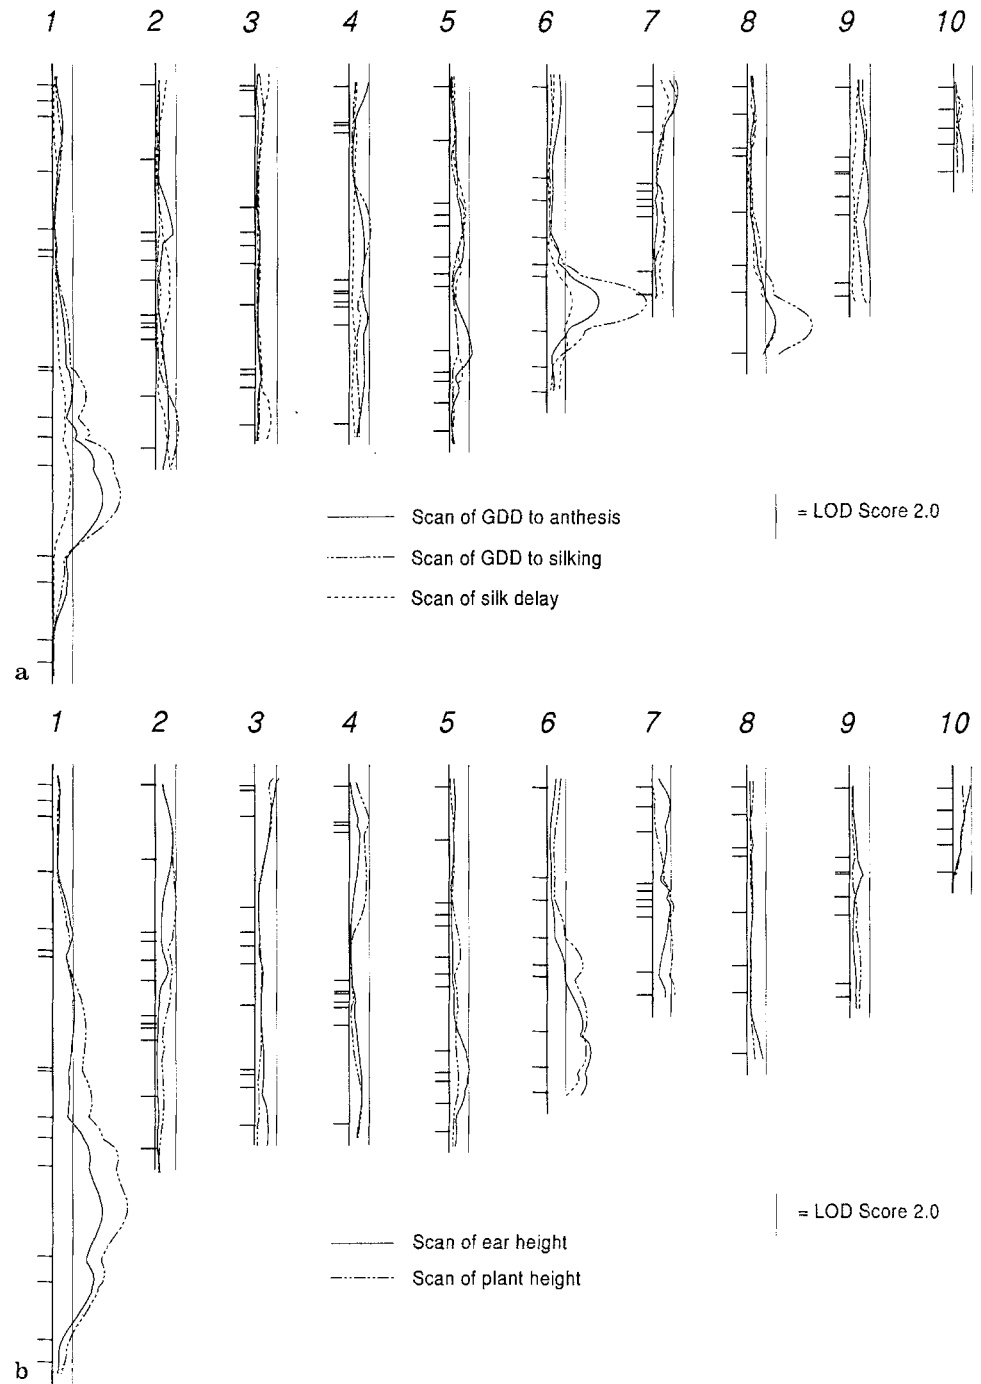 1 2 3 4 5 6 7 8 9 10
Scan of GDD to anthesis
= LOD Score 2.0
Scan of GDD to silking
Scan of silk delay
a
1 2 3 4 5 6 7 8 9 10
= LOD Score 2.0
Scan of ear height
Scan of plant height
b